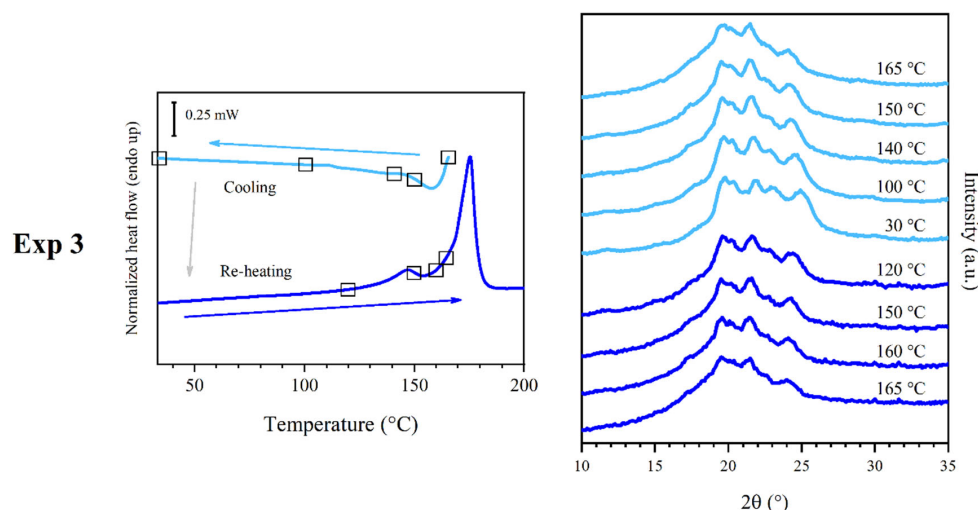 Exp 3
Normalized heat flow (endo up)
0.25 mW
Cooling
Re-heating
50
100
150
200
Temperature (°C)
165 °C
150 °C
140 °C
100 °C
30 °C
120 °C
150 °C
160 °C
165 °C
Intensity (a.u.)
10
15
20
25
30
35
2θ (°)